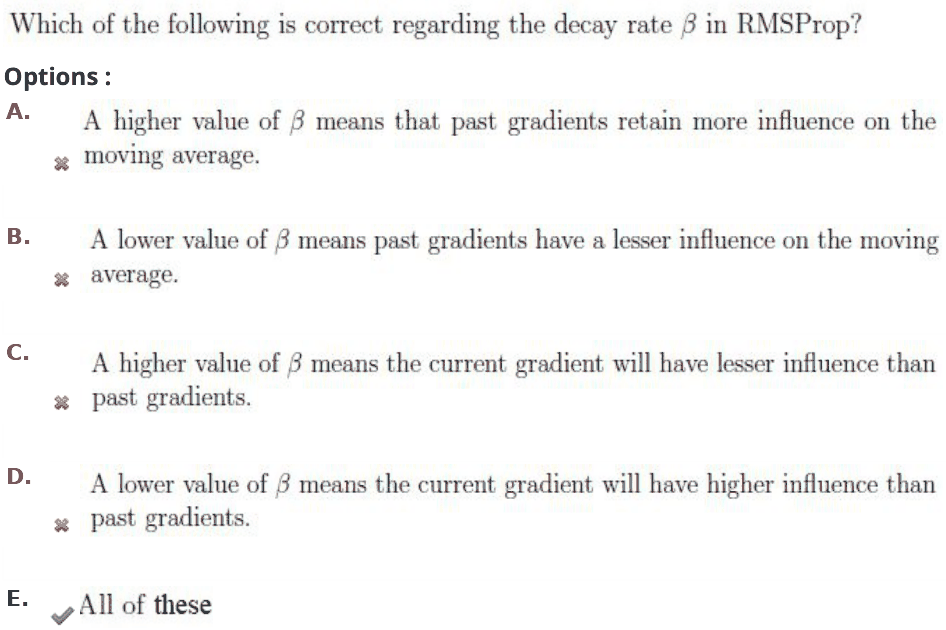 Which of the following is correct regarding the decay rate β in RMSProp?
Options :
A.
A higher value of β means that past gradients retain more influence on the
moving average.
B.
A lower value of β means past gradients have a lesser influence on the moving
average.
C.
A higher value of β means the current gradient will have lesser influence than
past gradients.
D.
A lower value of β means the current gradient will have higher influence than
past gradients.
E.
All of these